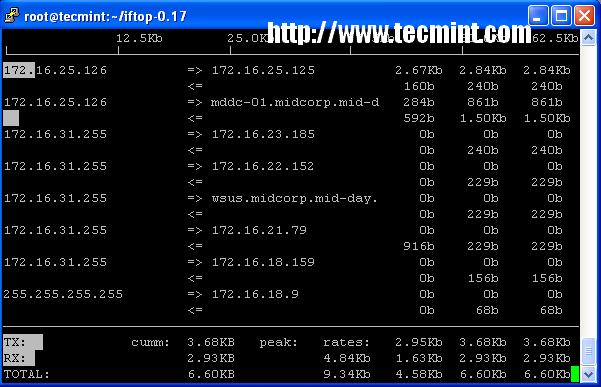 root@tecmint:~/iftop-0.17
http://www.tecmint.com
12.5Kb 25.0K 62.5Kb
172.16.25.126 => 172.16.25.125 2.67Kb 2.84Kb 2.84Kb
<= 160b 240b 240b
172.16.25.126 => mddc-01.midcorp.mid-d 284b 861b 861b
<= 592b 1.50Kb 1.50Kb
172.16.31.255 => 172.16.23.185 0b 0b 0b
<= 0b 240b 240b
172.16.31.255 => 172.16.22.152 0b 0b 0b
<= 0b 229b 229b
172.16.31.255 => wsus.midcorp.mid-day. 0b 0b 0b
<= 0b 229b 229b
172.16.31.255 => 172.16.21.79 0b 0b 0b
<= 916b 229b 229b
172.16.31.255 => 172.16.18.159 0b 0b 0b
<= 0b 156b 156b
255.255.255.255 => 172.16.18.9 0b 0b 0b
<= 0b 68b 68b
TX: cumm: 3.68KB peak: rates: 2.95Kb 3.68Kb 3.68Kb
RX: 2.93KB 4.84Kb 1.63Kb 2.93Kb 2.93Kb
TOTAL: 6.60KB 9.34Kb 4.58Kb 6.60Kb 6.60Kb